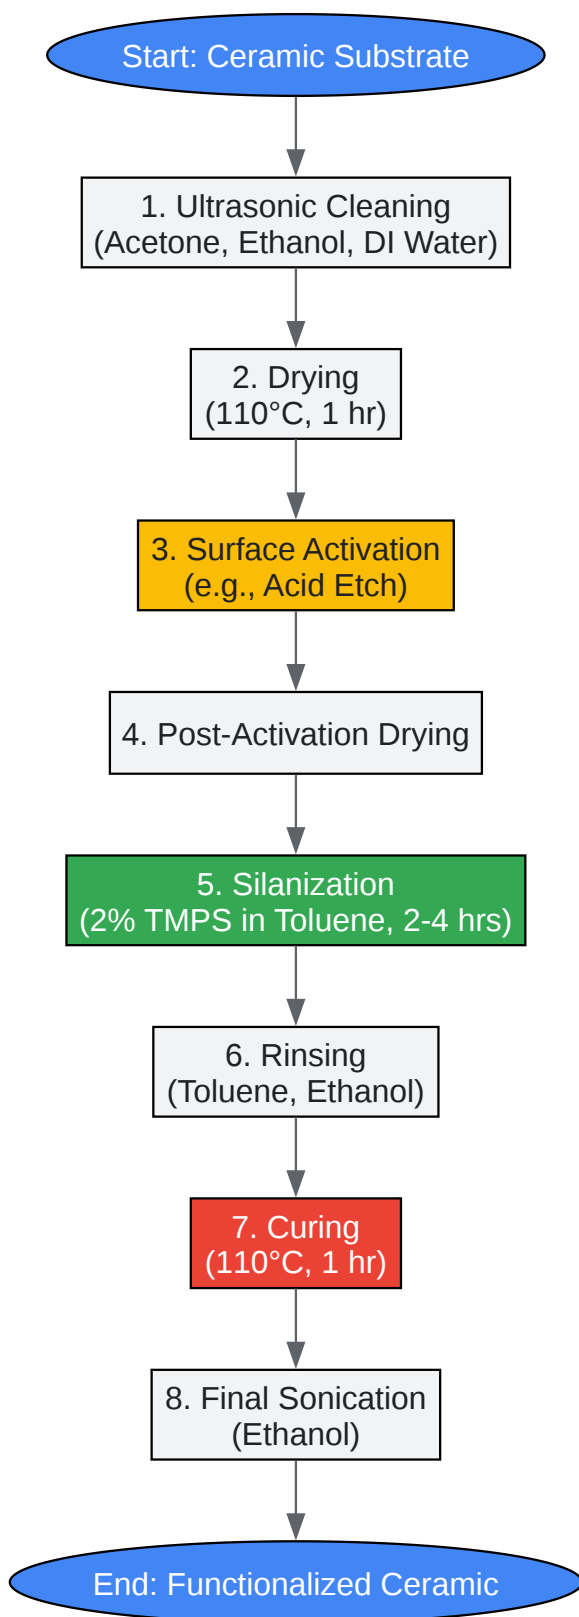 Start: Ceramic Substrate
1. Ultrasonic Cleaning
(Acetone, Ethanol, DI Water)
2. Drying
(110°C, 1 hr)
3. Surface Activation
(e.g., Acid Etch)
4. Post-Activation Drying
5. Silanization
(2% TMPS in Toluene, 2-4 hrs)
6. Rinsing
(Toluene, Ethanol)
7. Curing
(110°C, 1 hr)
8. Final Sonication
(Ethanol)
End: Functionalized Ceramic